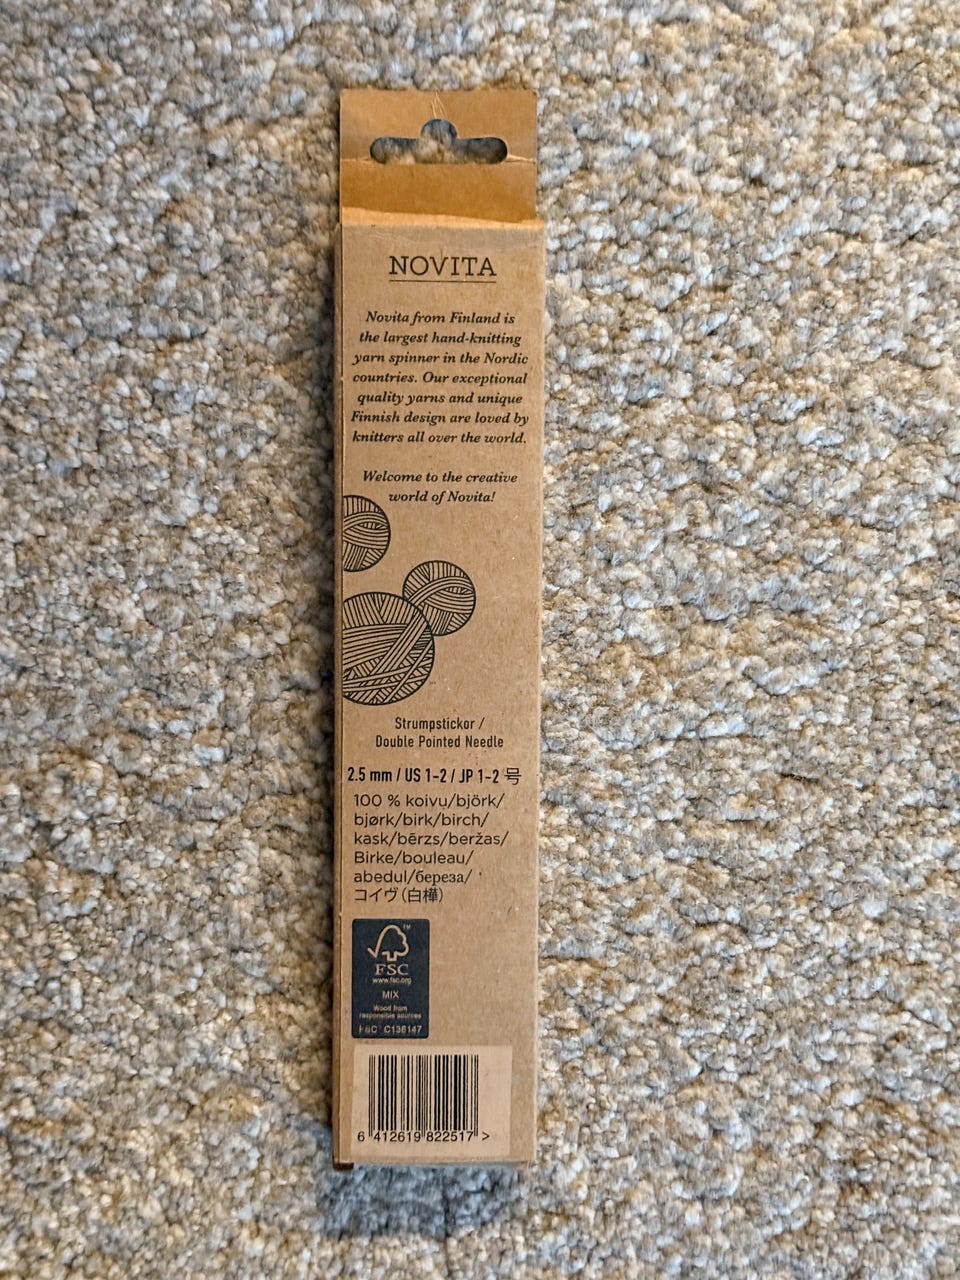 NOVITA
Novita from Finland is
the largest hand-knitting
yarn spinner in the Nordic
countries. Our exceptional
quality yarns and unique
Finnish design are loved by
knitters all over the world.
Welcome to the creative
world of Novita!
Strumpstickor /
Double Pointed Needle
2.5 mm / US 1-2 / JP 1-2 号
100 % koivu/björk/
bjørk/birk/birch/
kask/bērzs/beržas/
Birke/bouleau/
abedul/береза/
コイヴ(白樺)
TM
FSC
www.fsc.org
MIX
Wood from
responsible sources
FSC® C136147
6 412619 822517 >